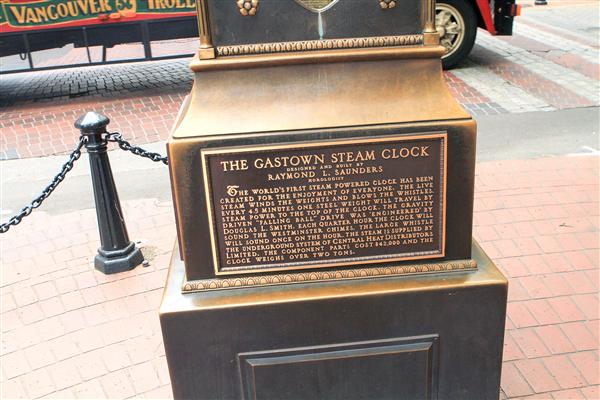 VANCOUVER TROLL
THE GASTOWN STEAM CLOCK
DESIGNED AND BUILT BY
RAYMOND L. SAUNDERS
HOROLOGIST
THE WORLD'S FIRST STEAM POWERED CLOCK HAS BEEN
CREATED FOR THE ENJOYMENT OF EVERYONE. THE LIVE
STEAM WINDS THE WEIGHTS AND BLOWS THE WHISTLES.
EVERY 4.5 MINUTES ONE STEEL WEIGHT WILL TRAVEL BY
STEAM POWER TO THE TOP OF THE CLOCK. THE GRAVITY
DRIVEN "FALLING BALL" DRIVE WAS ENGINEERED BY
DOUGLAS L. SMITH. EACH QUARTER HOUR THE CLOCK WILL
SOUND THE WESTMINSTER CHIMES. THE LARGE WHISTLE
WILL SOUND ONCE ON THE HOUR. THE STEAM IS SUPPLIED BY
THE UNDERGROUND SYSTEM OF CENTRAL HEAT DISTRIBUTORS
LIMITED. THE COMPONENT PARTS COST $42,000 AND THE
CLOCK WEIGHS OVER TWO TONS.